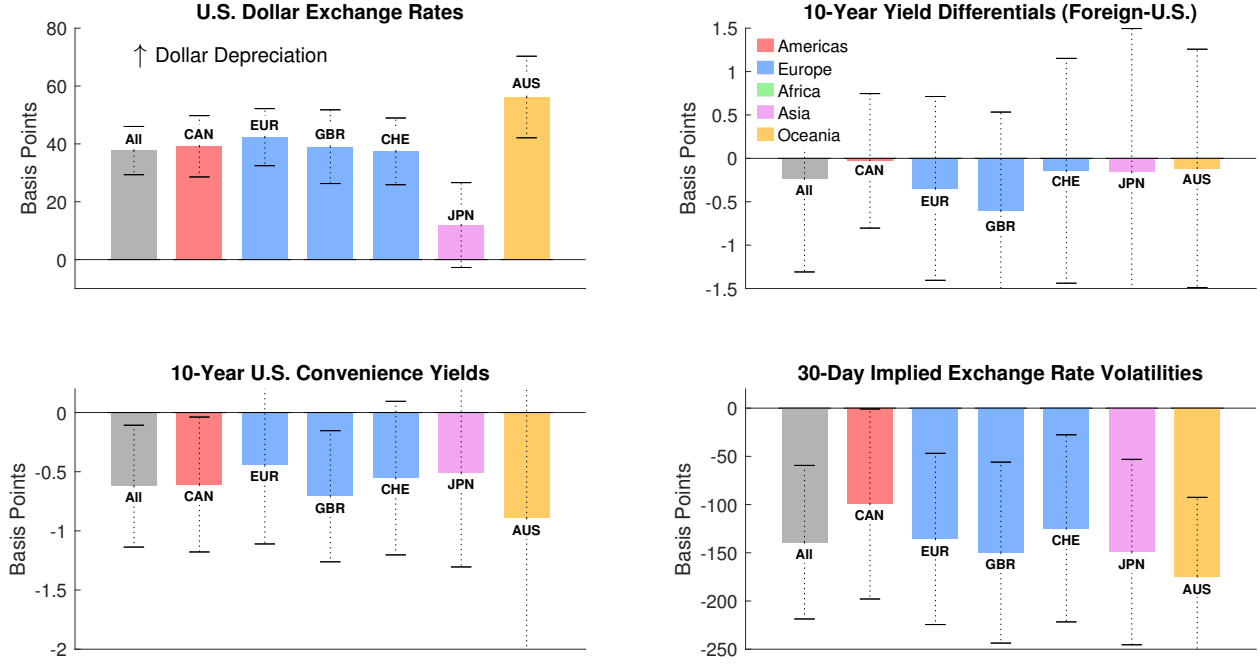 U.S. Dollar Exchange Rates
↑ Dollar Depreciation
Basis Points
80
60
40
20
0
All
CAN
EUR
GBR
CHE
JPN
AUS
10-Year Yield Differentials (Foreign-U.S.)
Americas
Europe
Africa
Asia
Oceania
Basis Points
1.5
1
0.5
0
-0.5
-1
-1.5
All
CAN
EUR
GBR
CHE
JPN
AUS
10-Year U.S. Convenience Yields
Basis Points
0
-0.5
-1
-1.5
-2
All
CAN
EUR
GBR
CHE
JPN
AUS
30-Day Implied Exchange Rate Volatilities
Basis Points
0
-50
-100
-150
-200
-250
All
CAN
EUR
GBR
CHE
JPN
AUS